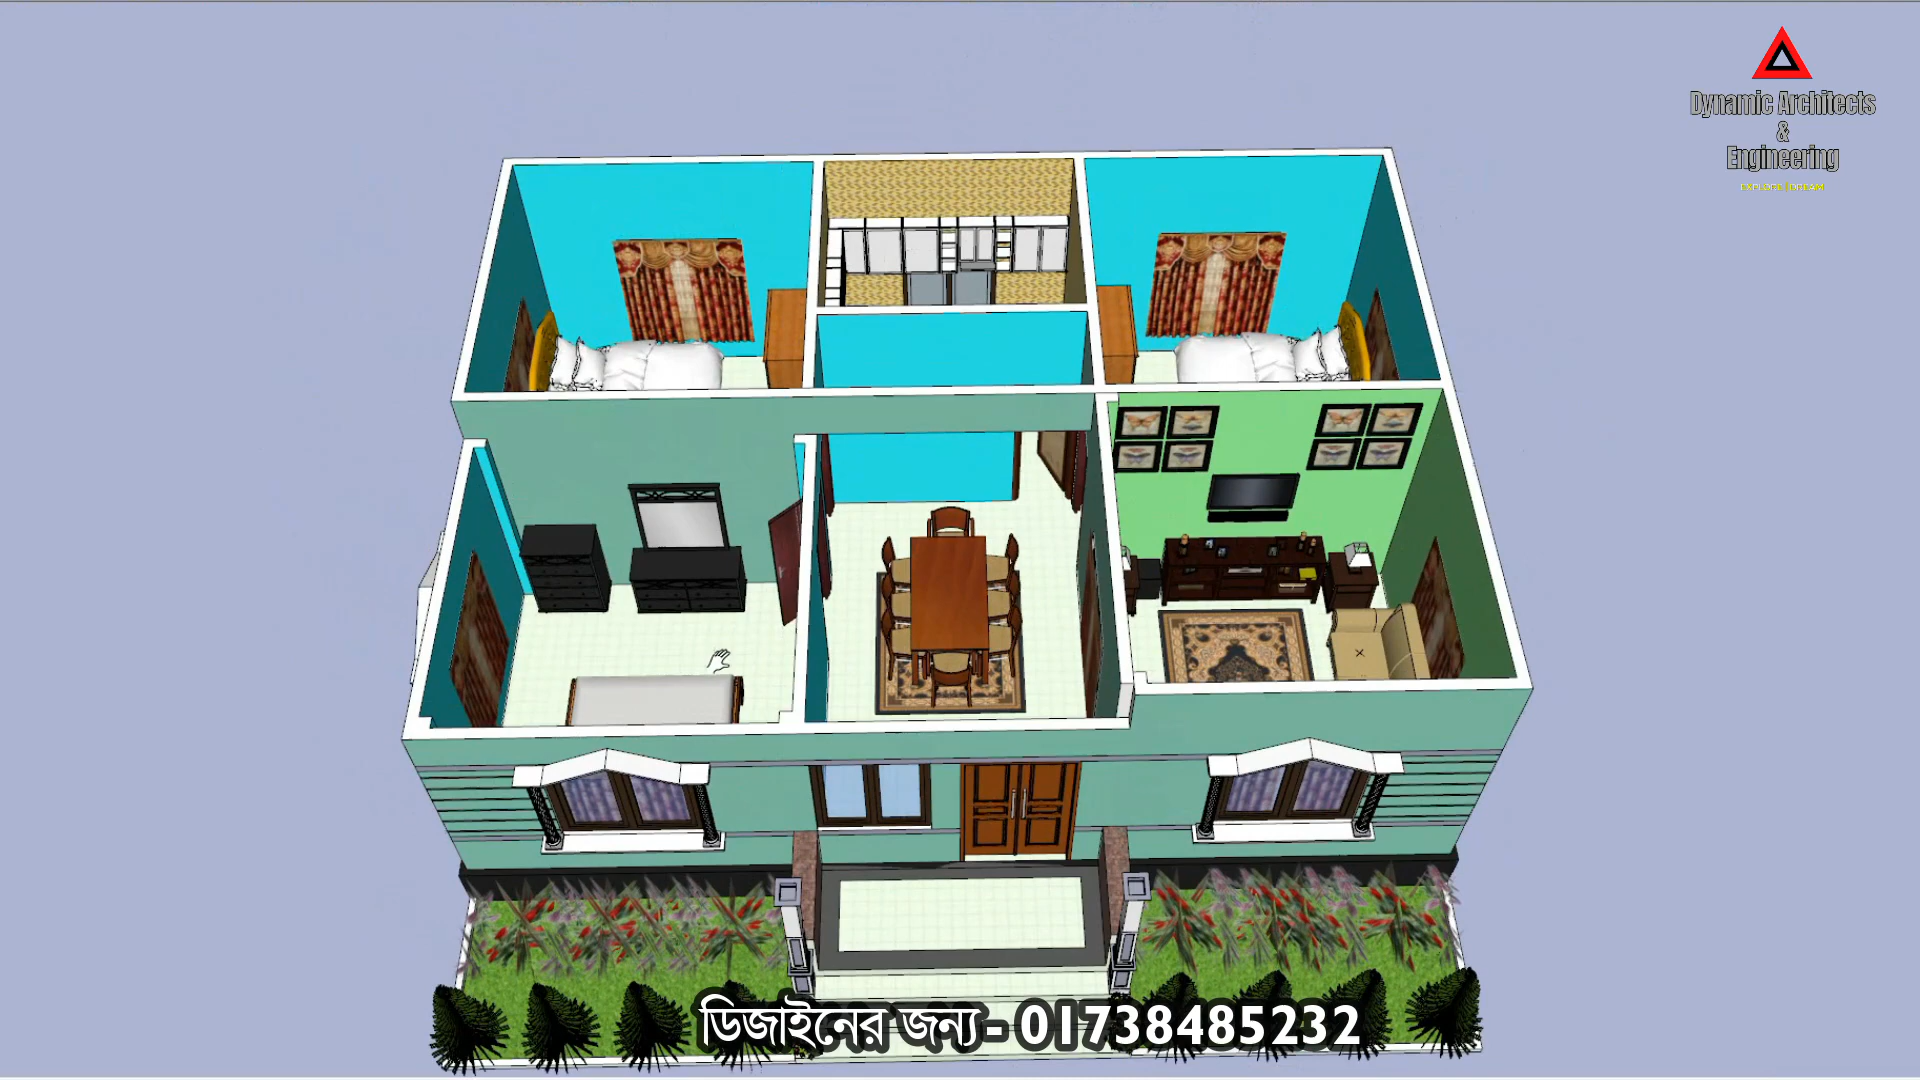 Dynamic Architects
&
Engineering
EXPLORE | DREAM
ডিজাইনের জন্য - 01738485232